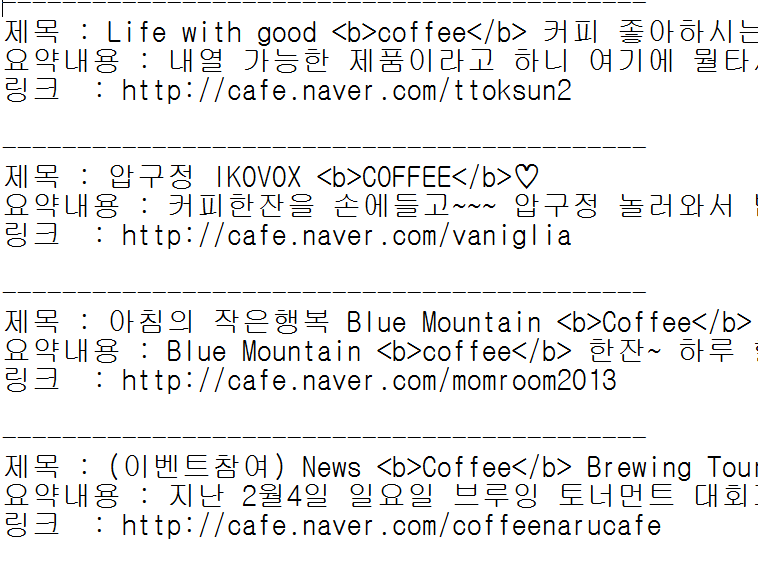 --------------------------------------------
제목 : Life with good <b>coffee</b> 커피 좋아하시는
요약내용 : 내열 가능한 제품이라고 하니 여기에 뭘타
링크  : http://cafe.naver.com/ttoksun2
--------------------------------------------
제목 : 압구정 IKOVOX <b>COFFEE</b>♡
요약내용 : 커피한잔을 손에들고~~~ 압구정 놀러와서
링크  : http://cafe.naver.com/vaniglia
--------------------------------------------
제목 : 아침의 작은행복 Blue Mountain <b>Coffee</b>
요약내용 : Blue Mountain <b>coffee</b> 한잔~ 하루
링크  : http://cafe.naver.com/momroom2013
--------------------------------------------
제목 : (이벤트참여) News <b>Coffee</b> Brewing Tour
요약내용 : 지난 2월4일 일요일 브루잉 토너먼트 대회
링크  : http://cafe.naver.com/coffeenarucafe